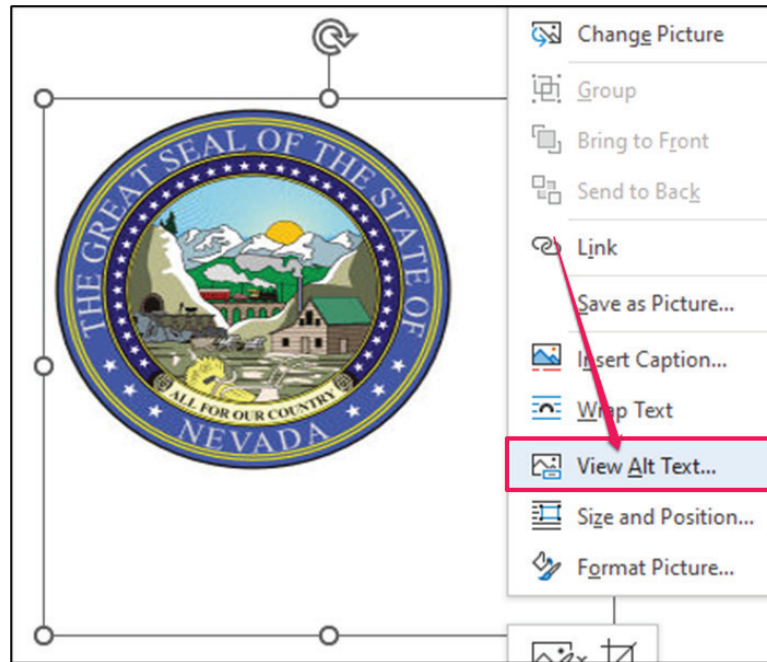 THE GREAT SEAL OF THE STATE OF
NEVADA
ALL FOR OUR COUNTRY
Change Picture
Group
Bring to Front
Send to Back
Link
Save as Picture...
Insert Caption...
Wrap Text
View Alt Text...
Size and Position...
Format Picture...